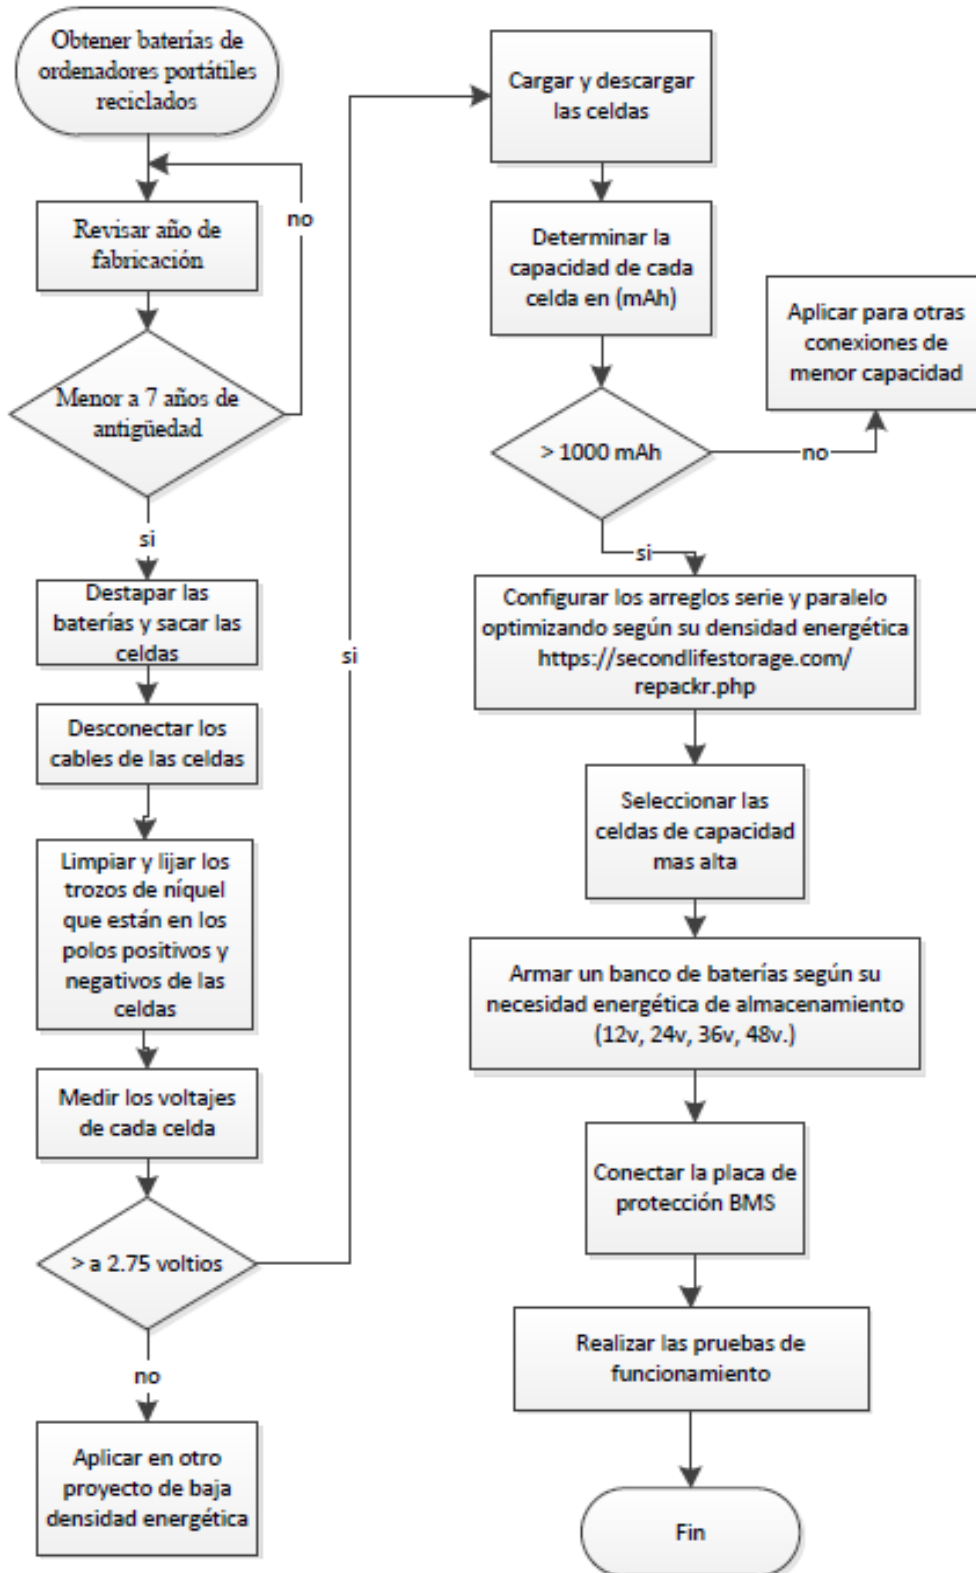 Obtener baterías de
ordenadores portátiles
reciclados
no
Revisar año de
fabricación
Menor a 7 años de
antigüedad
si
Destapar las
baterías y sacar las
celdas
Desconectar los
cables de las celdas
Limpiar y lijar los
trozos de níquel
que están en los
polos positivos y
negativos de las
celdas
Medir los voltajes
de cada celda
> a 2.75 voltios
no
Aplicar en otro
proyecto de baja
densidad energética
si
Cargar y descargar
las celdas
Determinar la
capacidad de cada
celda en (mAh)
> 1000 mAh
no
Aplicar para otras
conexiones de
menor capacidad
si
Configurar los arreglos serie y paralelo
optimizando según su densidad energética
https://secondlifestorage.com/
repackr.php
Seleccionar las
celdas de capacidad
mas alta
Armar un banco de baterías según su
necesidad energética de almacenamiento
(12v, 24v, 36v, 48v.)
Conectar la placa de
protección BMS
Realizar las pruebas de
funcionamiento
Fin